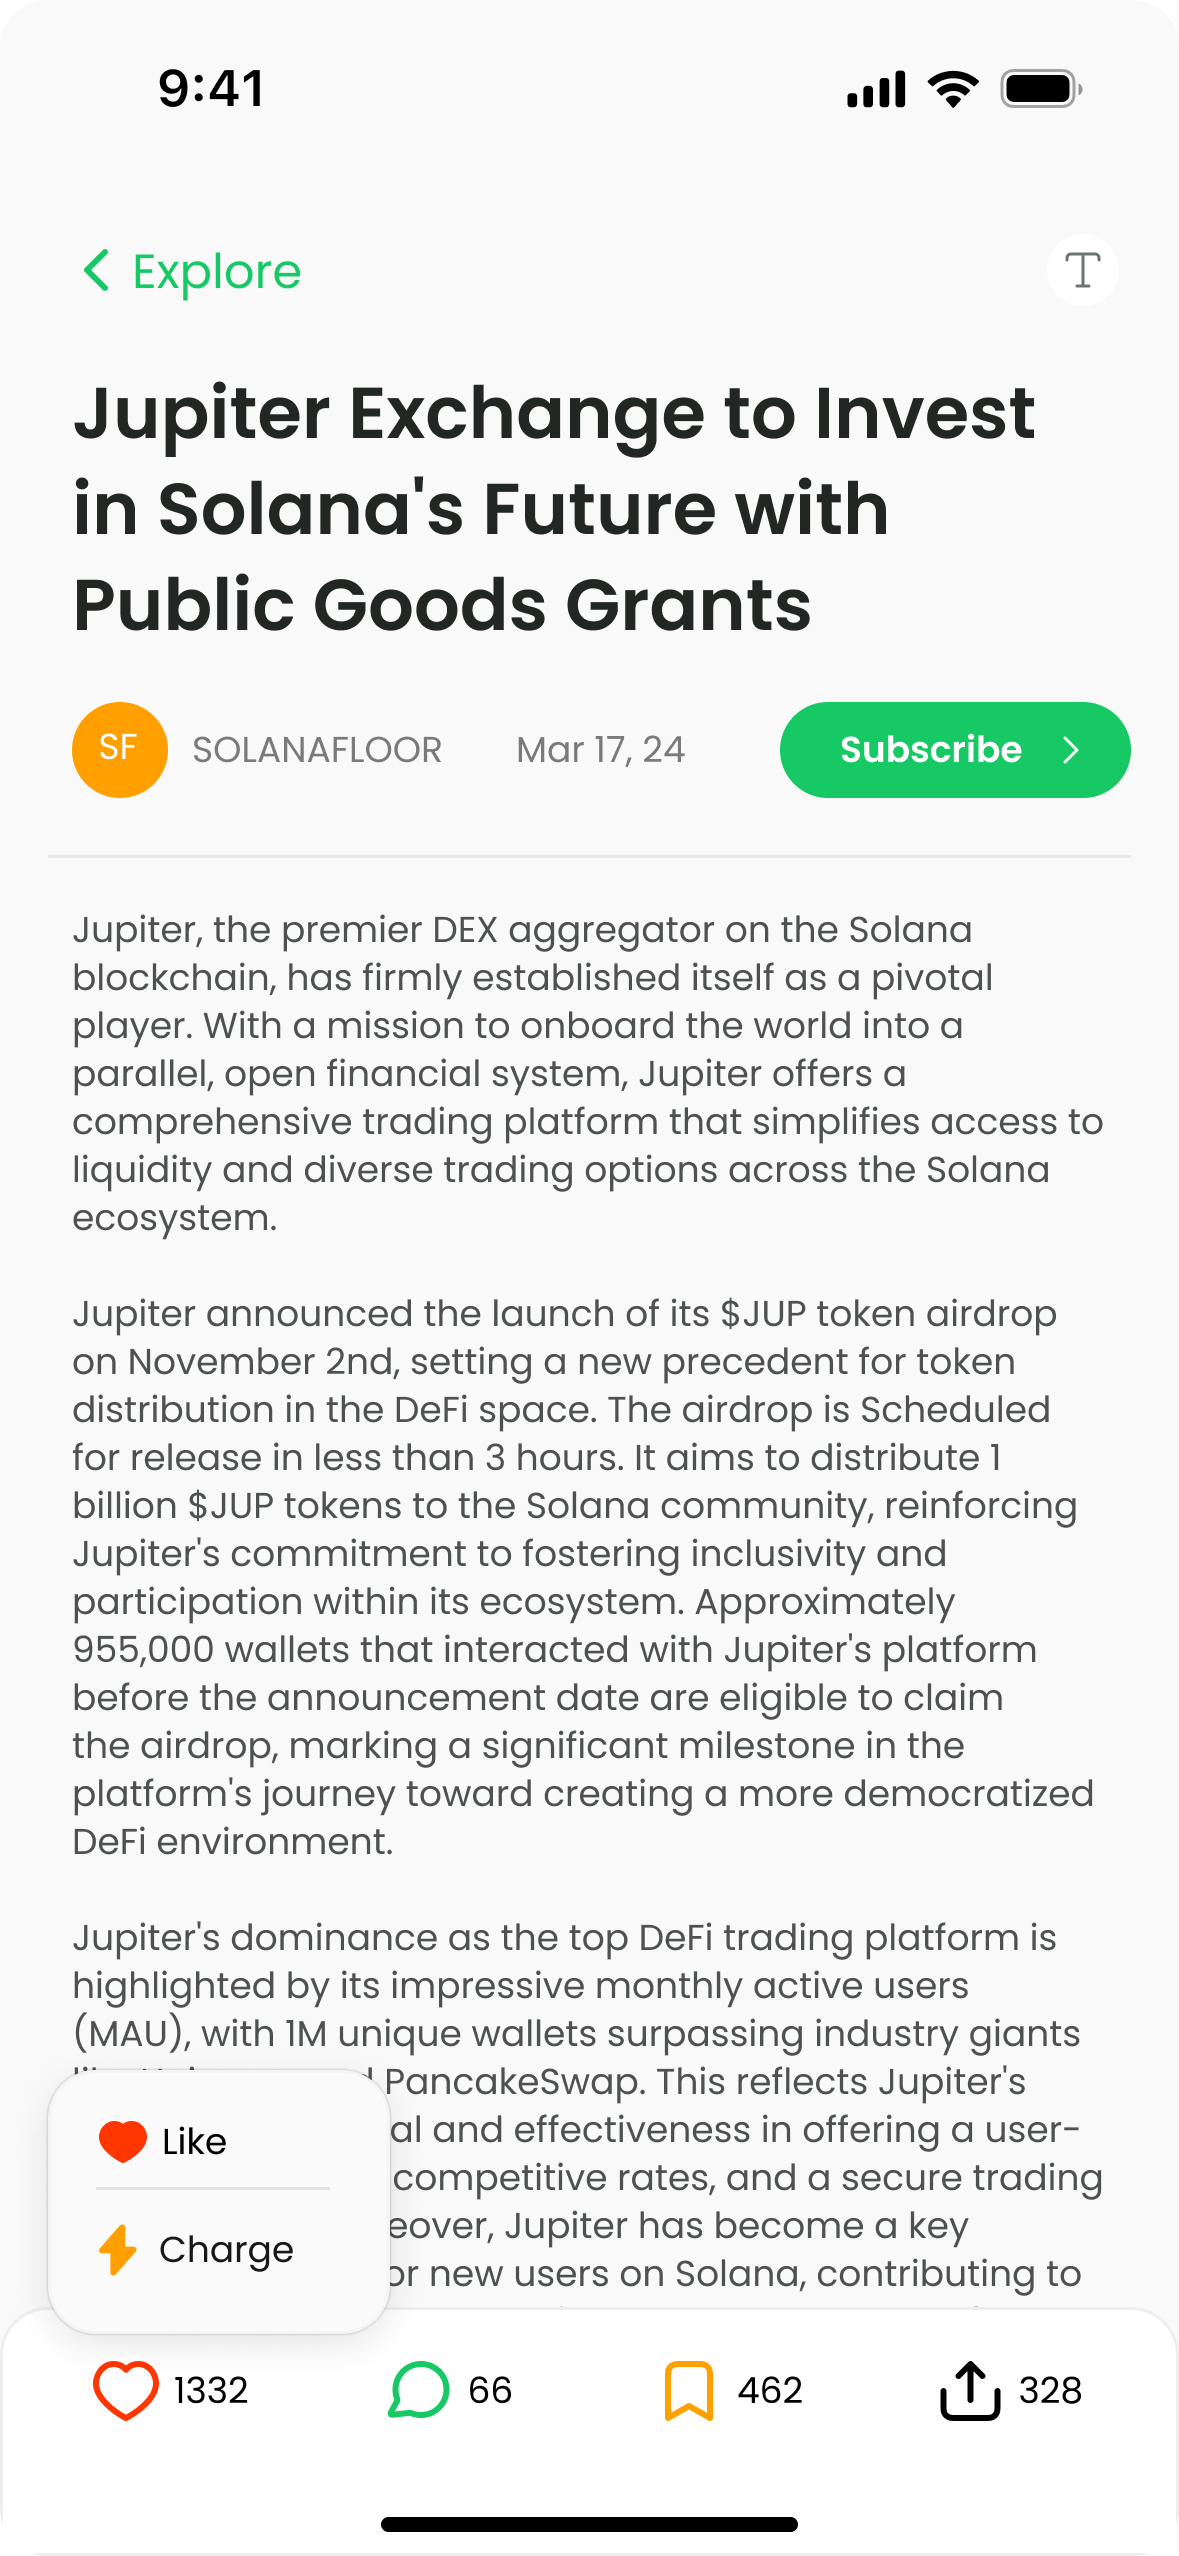 9:41
Explore
T
Jupiter Exchange to Invest
in Solana's Future with
Public Goods Grants
SF SOLANAFLOOR Mar 17, 24 Subscribe
Jupiter, the premier DEX aggregator on the Solana
blockchain, has firmly established itself as a pivotal
player. With a mission to onboard the world into a
parallel, open financial system, Jupiter offers a
comprehensive trading platform that simplifies access to
liquidity and diverse trading options across the Solana
ecosystem.
Jupiter announced the launch of its $JUP token airdrop
on November 2nd, setting a new precedent for token
distribution in the DeFi space. The airdrop is Scheduled
for release in less than 3 hours. It aims to distribute 1
billion $JUP tokens to the Solana community, reinforcing
Jupiter's commitment to fostering inclusivity and
participation within its ecosystem. Approximately
955,000 wallets that interacted with Jupiter's platform
before the announcement date are eligible to claim
the airdrop, marking a significant milestone in the
platform's journey toward creating a more democratized
DeFi environment.
Jupiter's dominance as the top DeFi trading platform is
highlighted by its impressive monthly active users
(MAU), with 1M unique wallets surpassing industry giants
PancakeSwap. This reflects Jupiter's
al and effectiveness in offering a user-
competitive rates, and a secure trading
eover, Jupiter has become a key
or new users on Solana, contributing to
Like
Charge
1332 66 462 328